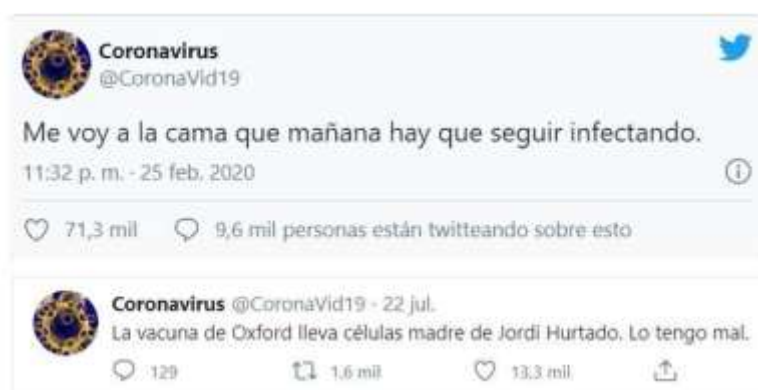 Coronavirus
@CoronaVid19
Me voy a la cama que mañana hay que seguir infectando.
11:32 p. m. · 25 feb. 2020
71,3 mil 9,6 mil personas están twitteando sobre esto
Coronavirus @CoronaVid19 · 22 jul.
La vacuna de Oxford lleva células madre de Jordi Hurtado. Lo tengo mal.
129 1,6 mil 13,3 mil